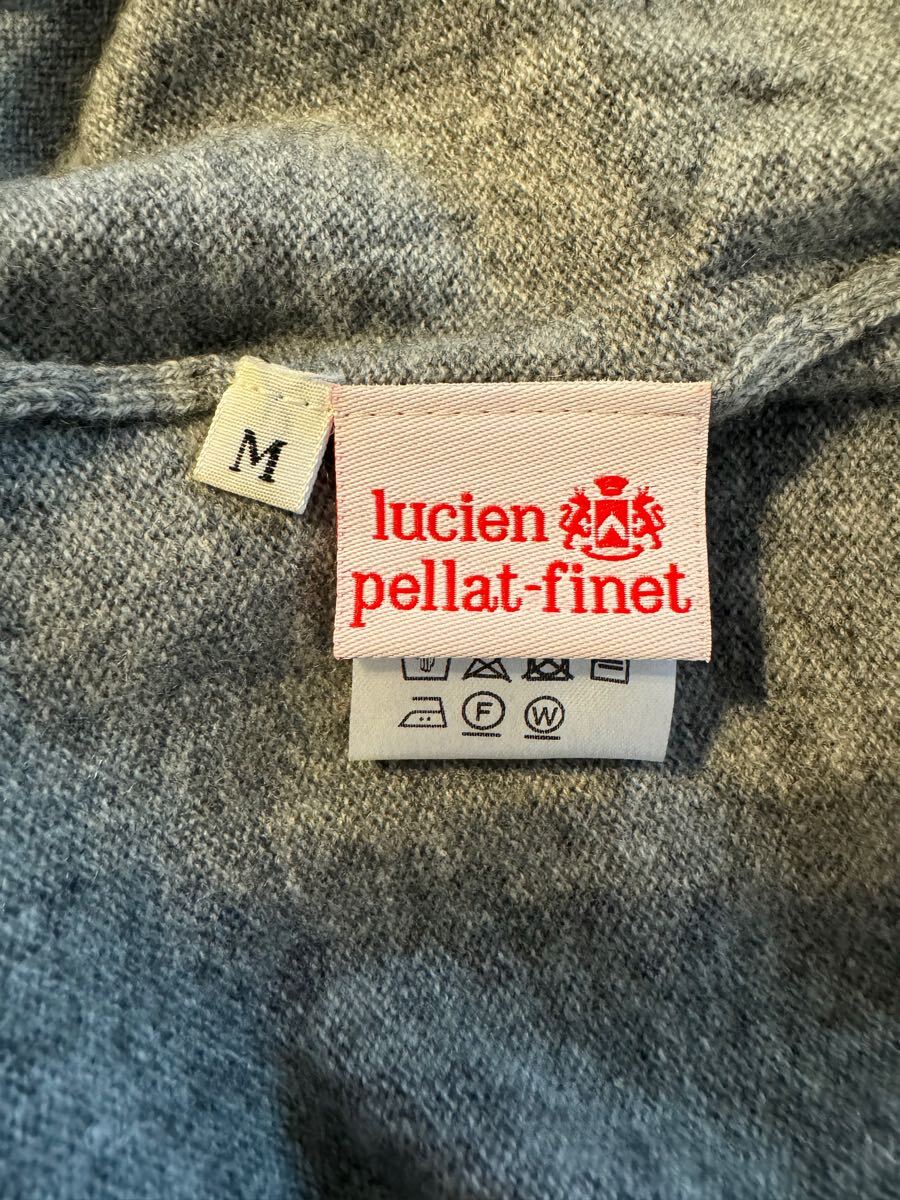 M
lucien
pellat-finet
F W